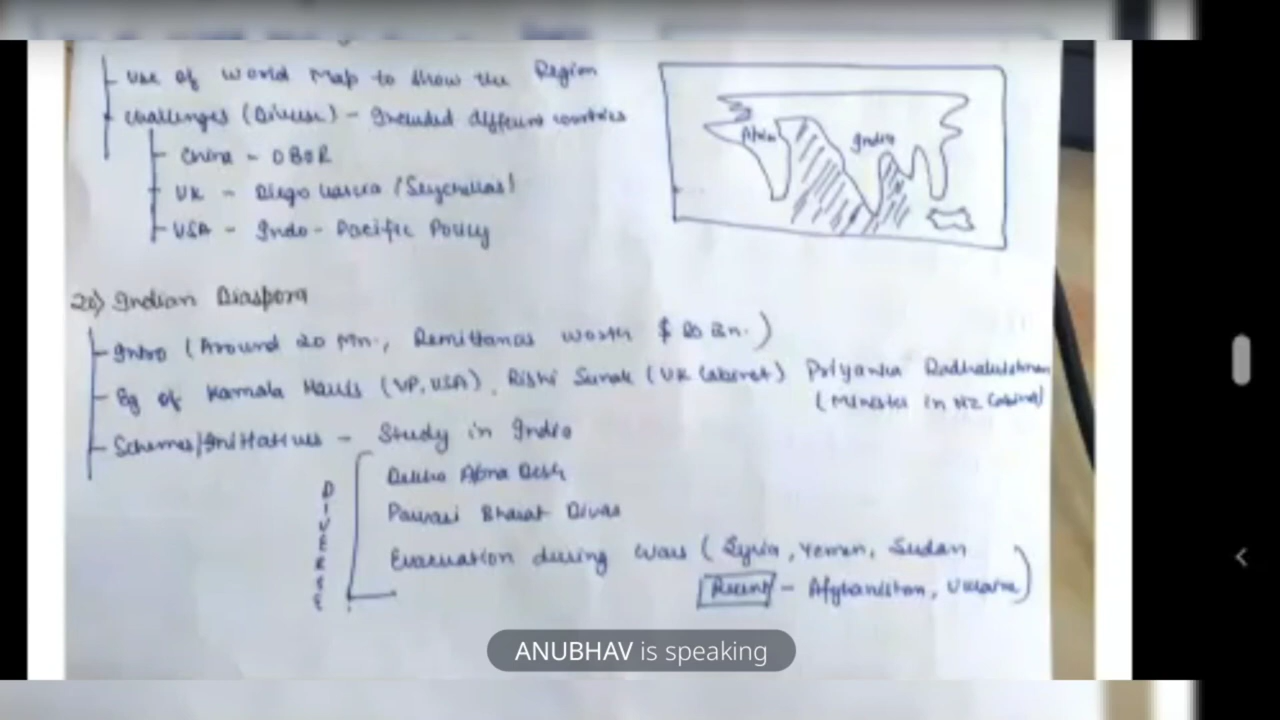 Use of World Map to show the Region
Challenges (Diverse) - Included different countries
China - OBOR
UK - Diego Garcia (Seychelles)
USA - Indo-Pacific Policy
Africa
India
20) Indian Diaspora
Intro (Around 20 Mn., Remittances worth $ 80 Bn.)
Eg of Kamala Harris (VP, USA), Rishi Sunak (UK Cabinet) Priyanka Radhakrishnan
(Minister in NZ Cabinet)
Schemes/Initiatives - Study in India
Dekho Apna Desh
Pravasi Bharat Divas
Evacuation during wars (Syria, Yemen, Sudan
Recent - Afghanistan, Ukraine)
DIVERSE
ANUBHAV is speaking